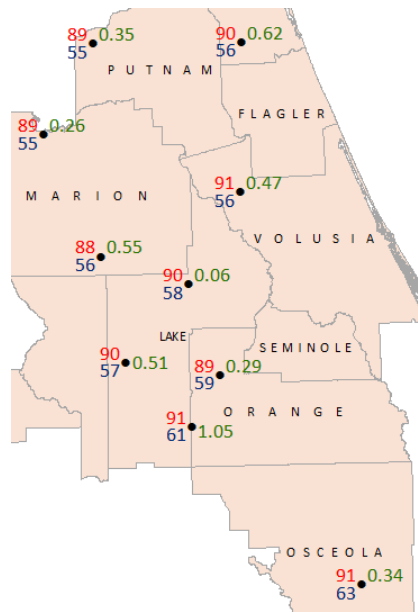 89 0.35
55
90 0.62
56
PUTNAM
FLAGLER
89 0.26
55
91 0.47
56
MARION
VOLUSIA
88 0.55
56
90 0.06
58
LAKE
SEMINOLE
90 0.51
57
89 0.29
59
ORANGE
91 1.05
61
OSCEOLA
91 0.34
63